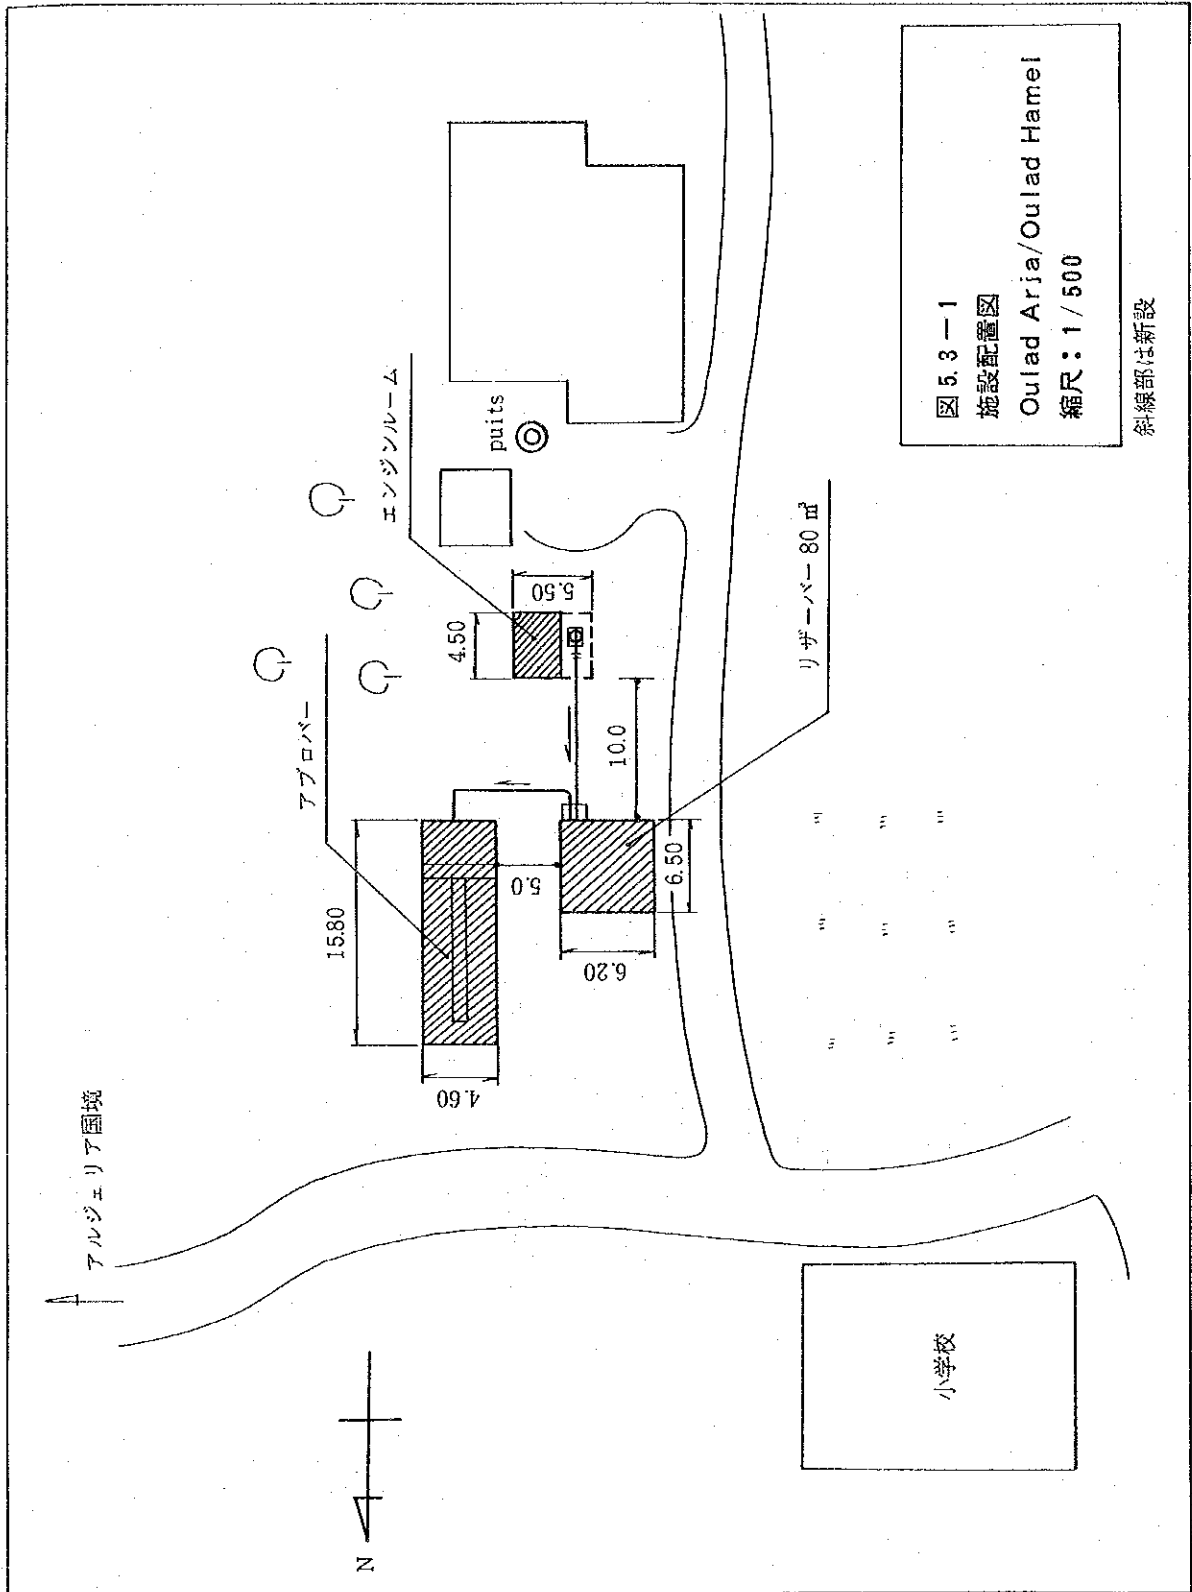 アルジェリア国境
N
アブロバー
エンジンルーム
puits
15.80
4.60
5.0
4.50
5.50
10.0
6.20
6.50
リザーバー 80 ㎥
小学校
図 5.3－1
施設配置図
Oulad Aria/Oulad Hamel
縮尺：1/500
斜線部は新設